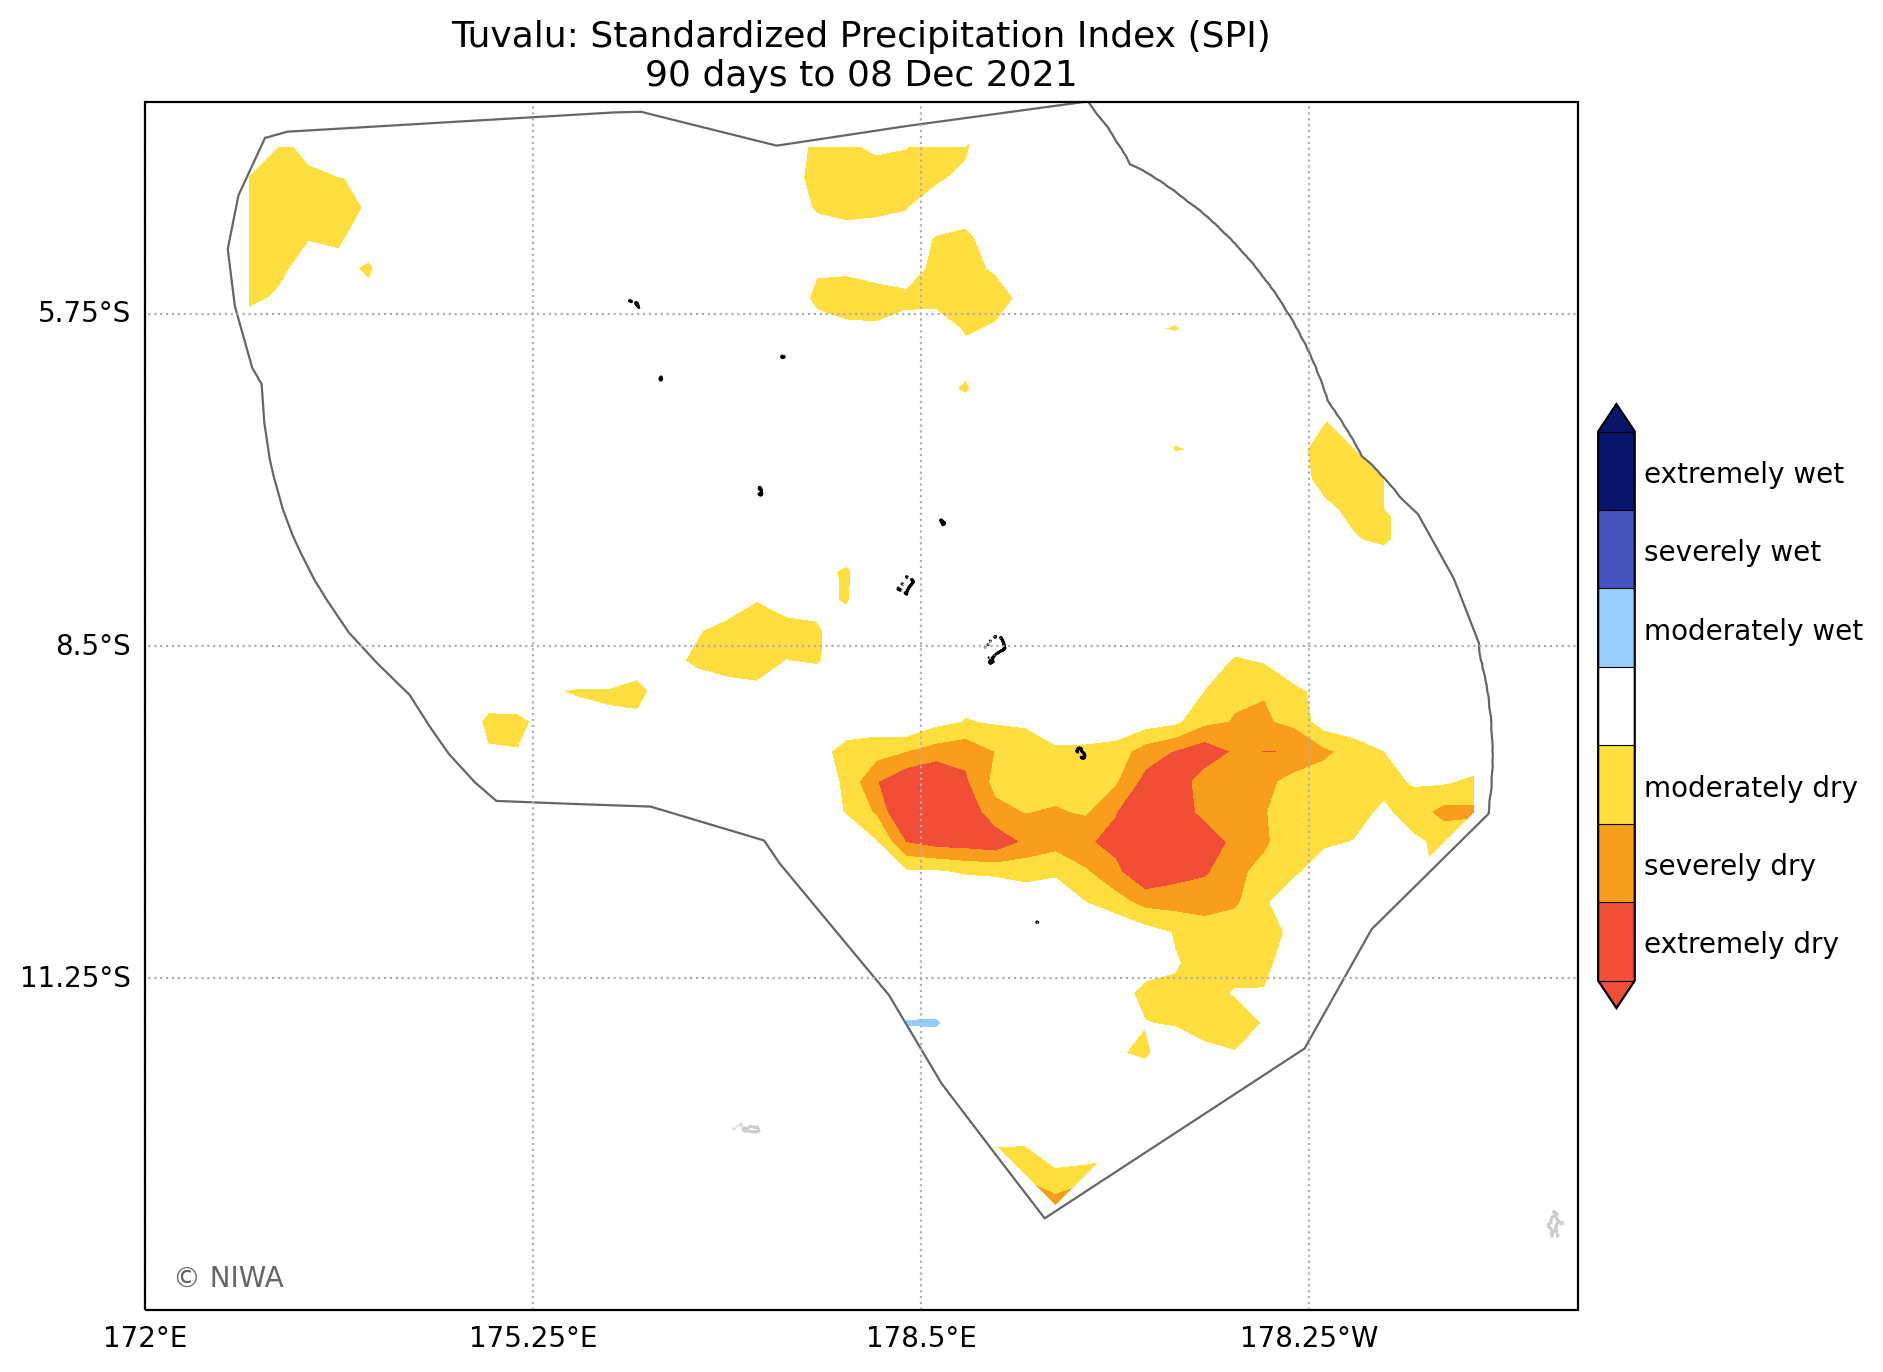 Tuvalu: Standardized Precipitation Index (SPI)
90 days to 08 Dec 2021
5.75°S
8.5°S
11.25°S
172°E
175.25°E
178.5°E
178.25°W
extremely wet
severely wet
moderately wet
moderately dry
severely dry
extremely dry
© NIWA